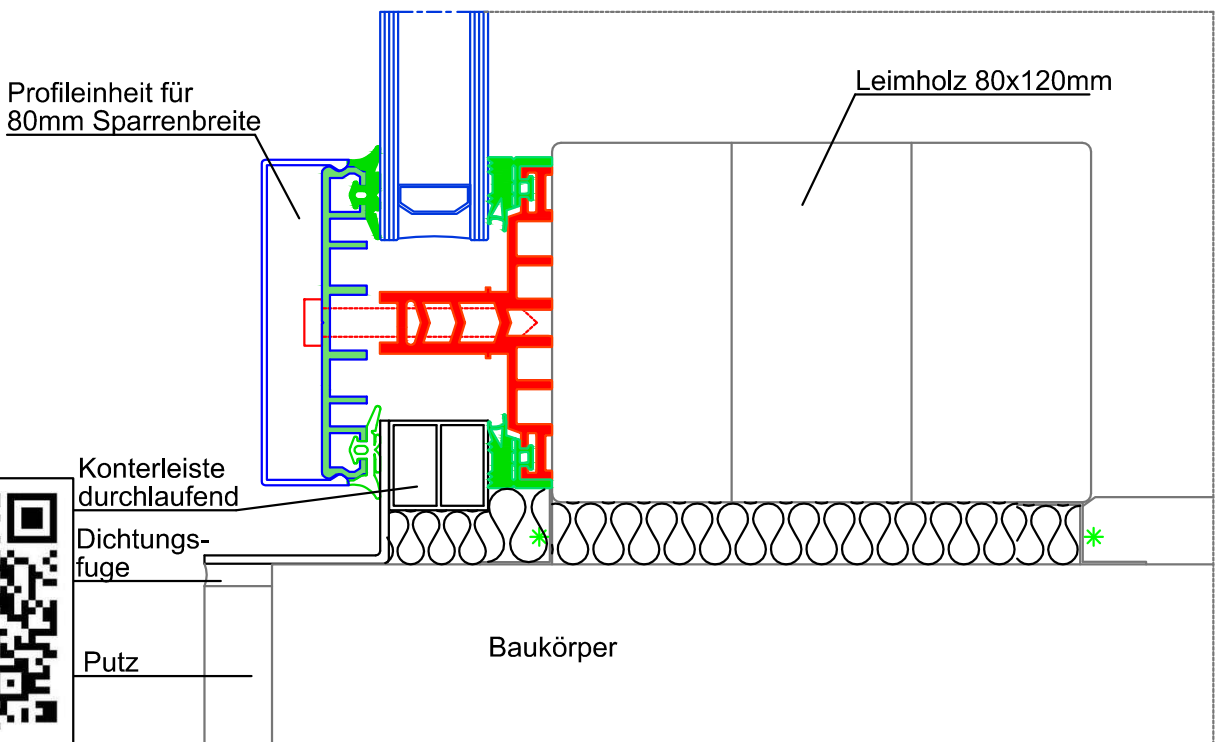 Profileinheit für
80mm Sparrenbreite
Leimholz 80x120mm
Konterleiste
durchlaufend
Dichtungs-
fuge
Putz
Baukörper